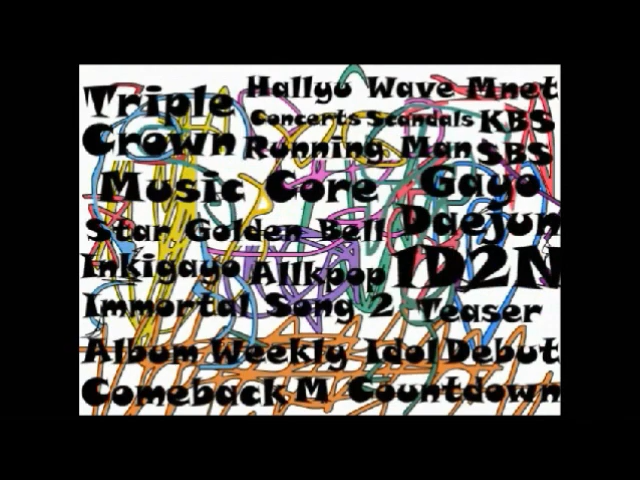 Triple Crown
Hallyu Wave Mnet
Concerts Scandals KBS
Running Man SBS
Music Core Gayo Daejun
Star Golden Bell
Inkigayo Allkpop 1D2N
Immortal Song 2 Teaser
Album Weekly Idol Debut
Comeback M Countdown